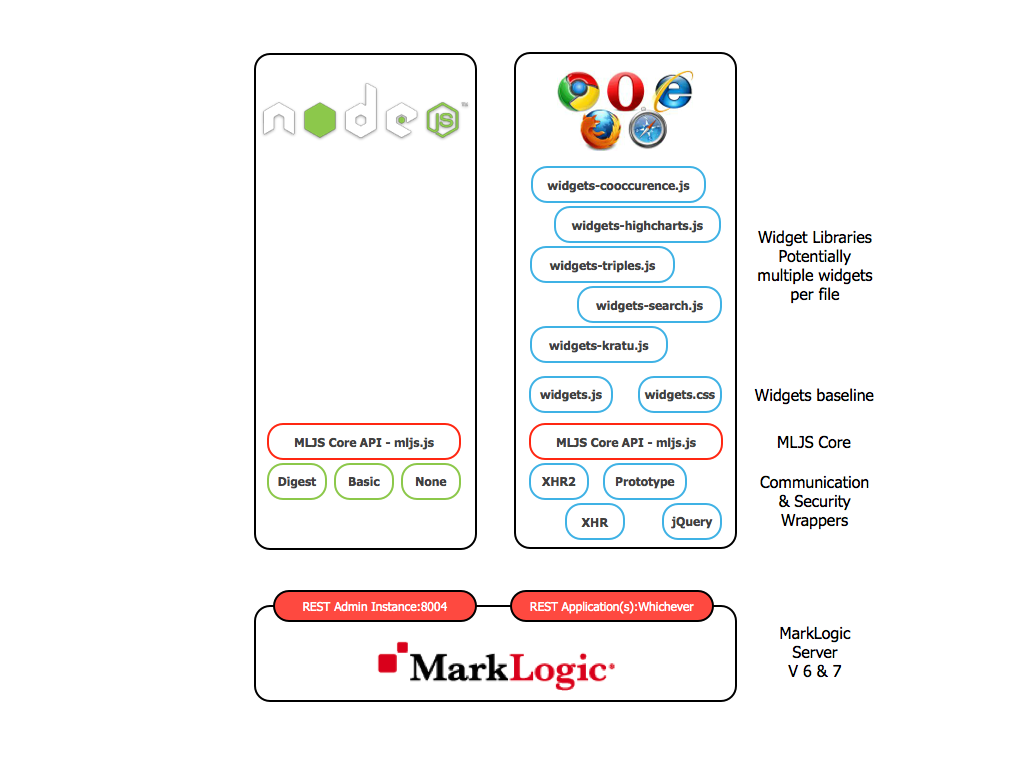 node
JS
TM
widgets-cooccurence.js
widgets-highcharts.js
widgets-triples.js
widgets-search.js
widgets-kratu.js
Widget Libraries
Potentially
multiple widgets
per file
widgets.js
widgets.css
Widgets baseline
MLJS Core API - mljs.js
MLJS Core API - mljs.js
MLJS Core
Digest
Basic
None
XHR2
Prototype
XHR
jQuery
Communication
& Security
Wrappers
REST Admin Instance:8004
REST Application(s):Whichever
MarkLogic
MarkLogic
Server
V 6 & 7